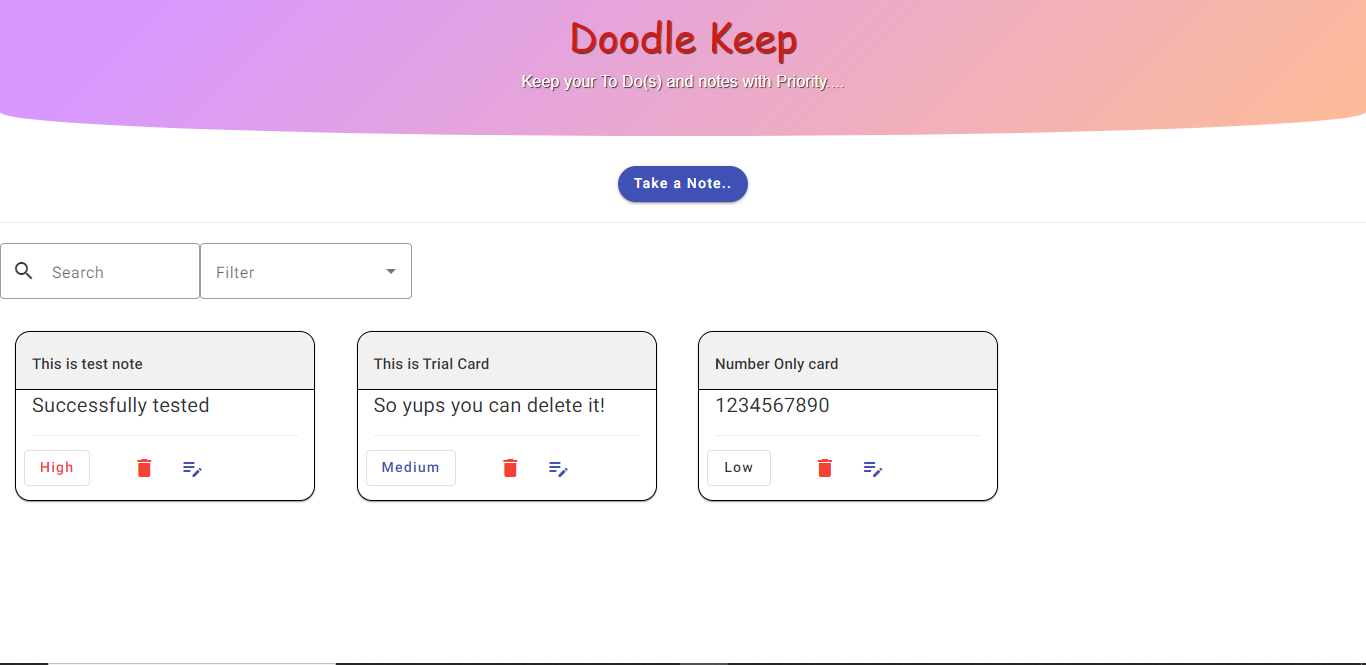 Doodle Keep
Keep your To Do(s) and notes with Priority....
Take a Note..
Search
Filter
This is test note
Successfully tested
High
This is Trial Card
So yups you can delete it!
Medium
Number Only card
1234567890
Low